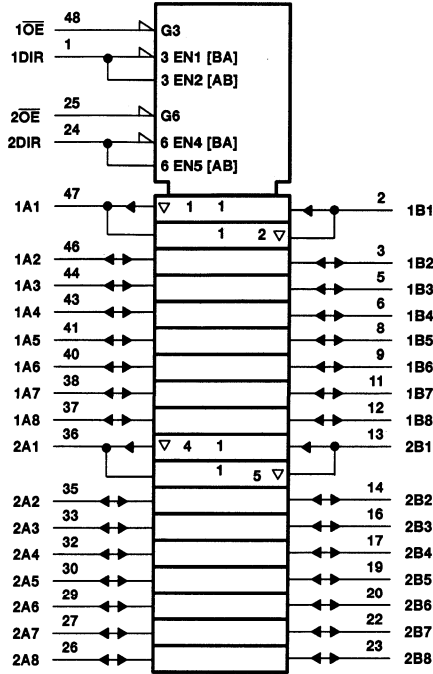 1O̅E̅ 48 G3
1DIR 1 3 EN1 [BA]
3 EN2 [AB]
2O̅E̅ 25 G6
2DIR 24 6 EN4 [BA]
6 EN5 [AB]
1A1 47 ▽ 1 1 2 1B1
1 2 ▽
1A2 46 3 1B2
1A3 44 5 1B3
1A4 43 6 1B4
1A5 41 8 1B5
1A6 40 9 1B6
1A7 38 11 1B7
1A8 37 12 1B8
2A1 36 ▽ 4 1 13 2B1
1 5 ▽
2A2 35 14 2B2
2A3 33 16 2B3
2A4 32 17 2B4
2A5 30 19 2B5
2A6 29 20 2B6
2A7 27 22 2B7
2A8 26 23 2B8